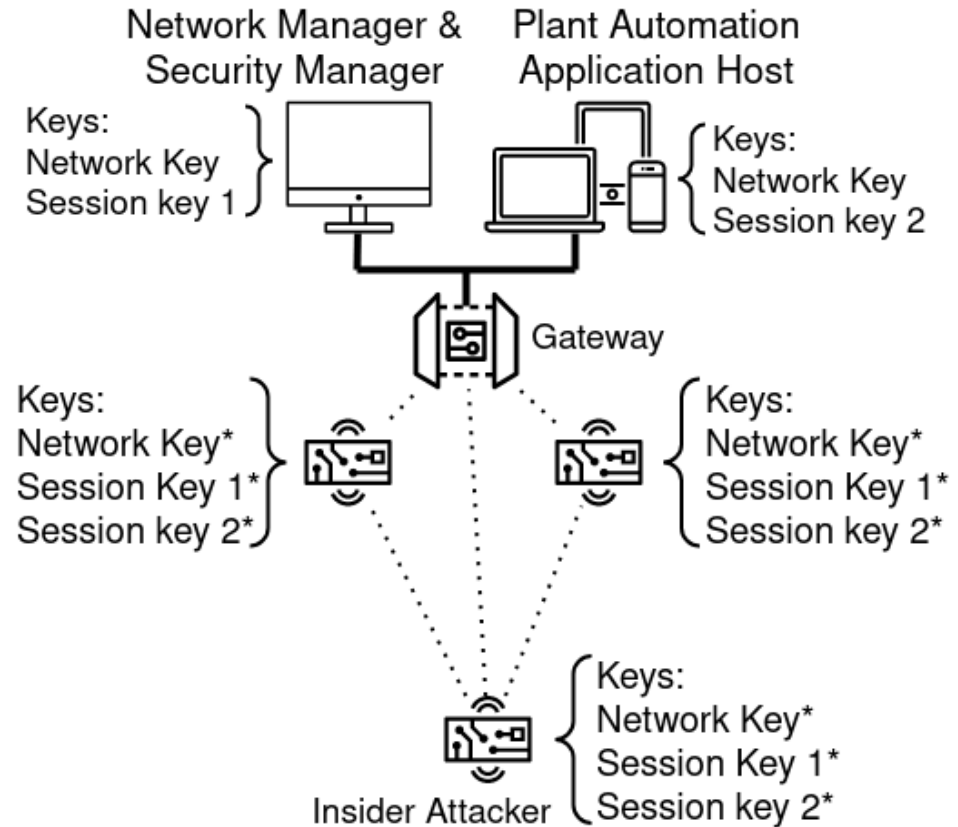 Network Manager &
Security Manager
Plant Automation
Application Host
Keys:
Network Key
Session key 1
Keys:
Network Key
Session key 2
Gateway
Keys:
Network Key*
Session Key 1*
Session key 2*
Keys:
Network Key*
Session Key 1*
Session key 2*
Keys:
Network Key*
Session Key 1*
Session key 2*
Insider Attacker